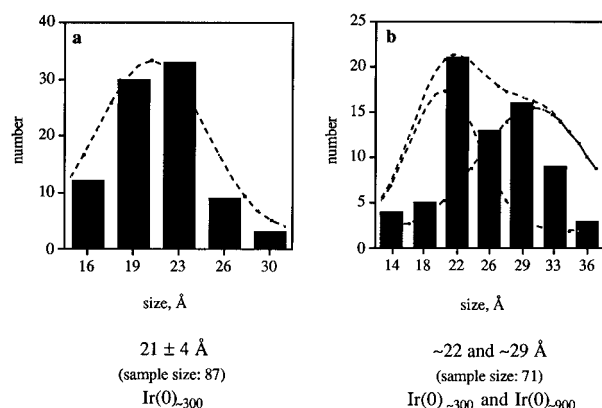 a
40
30
20
10
0
number
16 19 23 26 30
size, Å
21 ± 4 Å
(sample size: 87)
Ir(0)~300
b
25
20
15
10
5
0
number
14 18 22 26 29 33 36
size, Å
~22 and ~29 Å
(sample size: 71)
Ir(0)~300 and Ir(0)~900